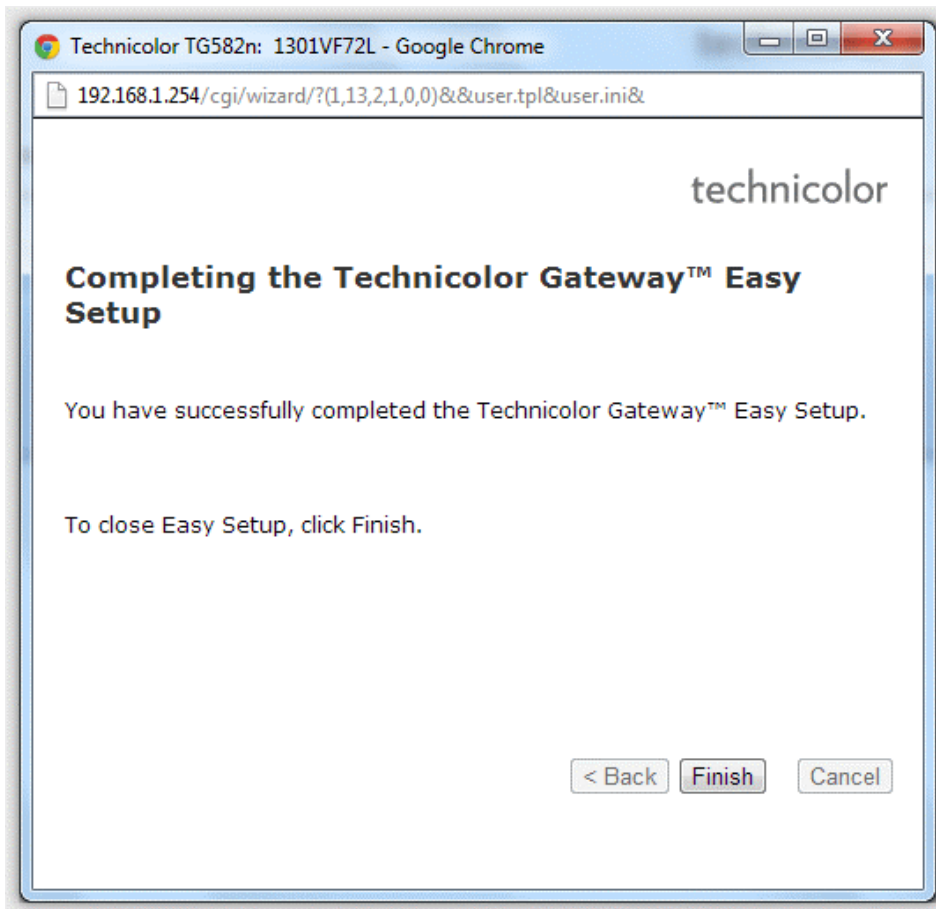 Technicolor TG582n: 1301VF72L - Google Chrome
192.168.1.254/cgi/wizard/?(1,13,2,1,0,0)&&user.tpl&user.ini&
technicolor
Completing the Technicolor Gateway™ Easy
Setup
You have successfully completed the Technicolor Gateway™ Easy Setup.
To close Easy Setup, click Finish.
< Back Finish Cancel